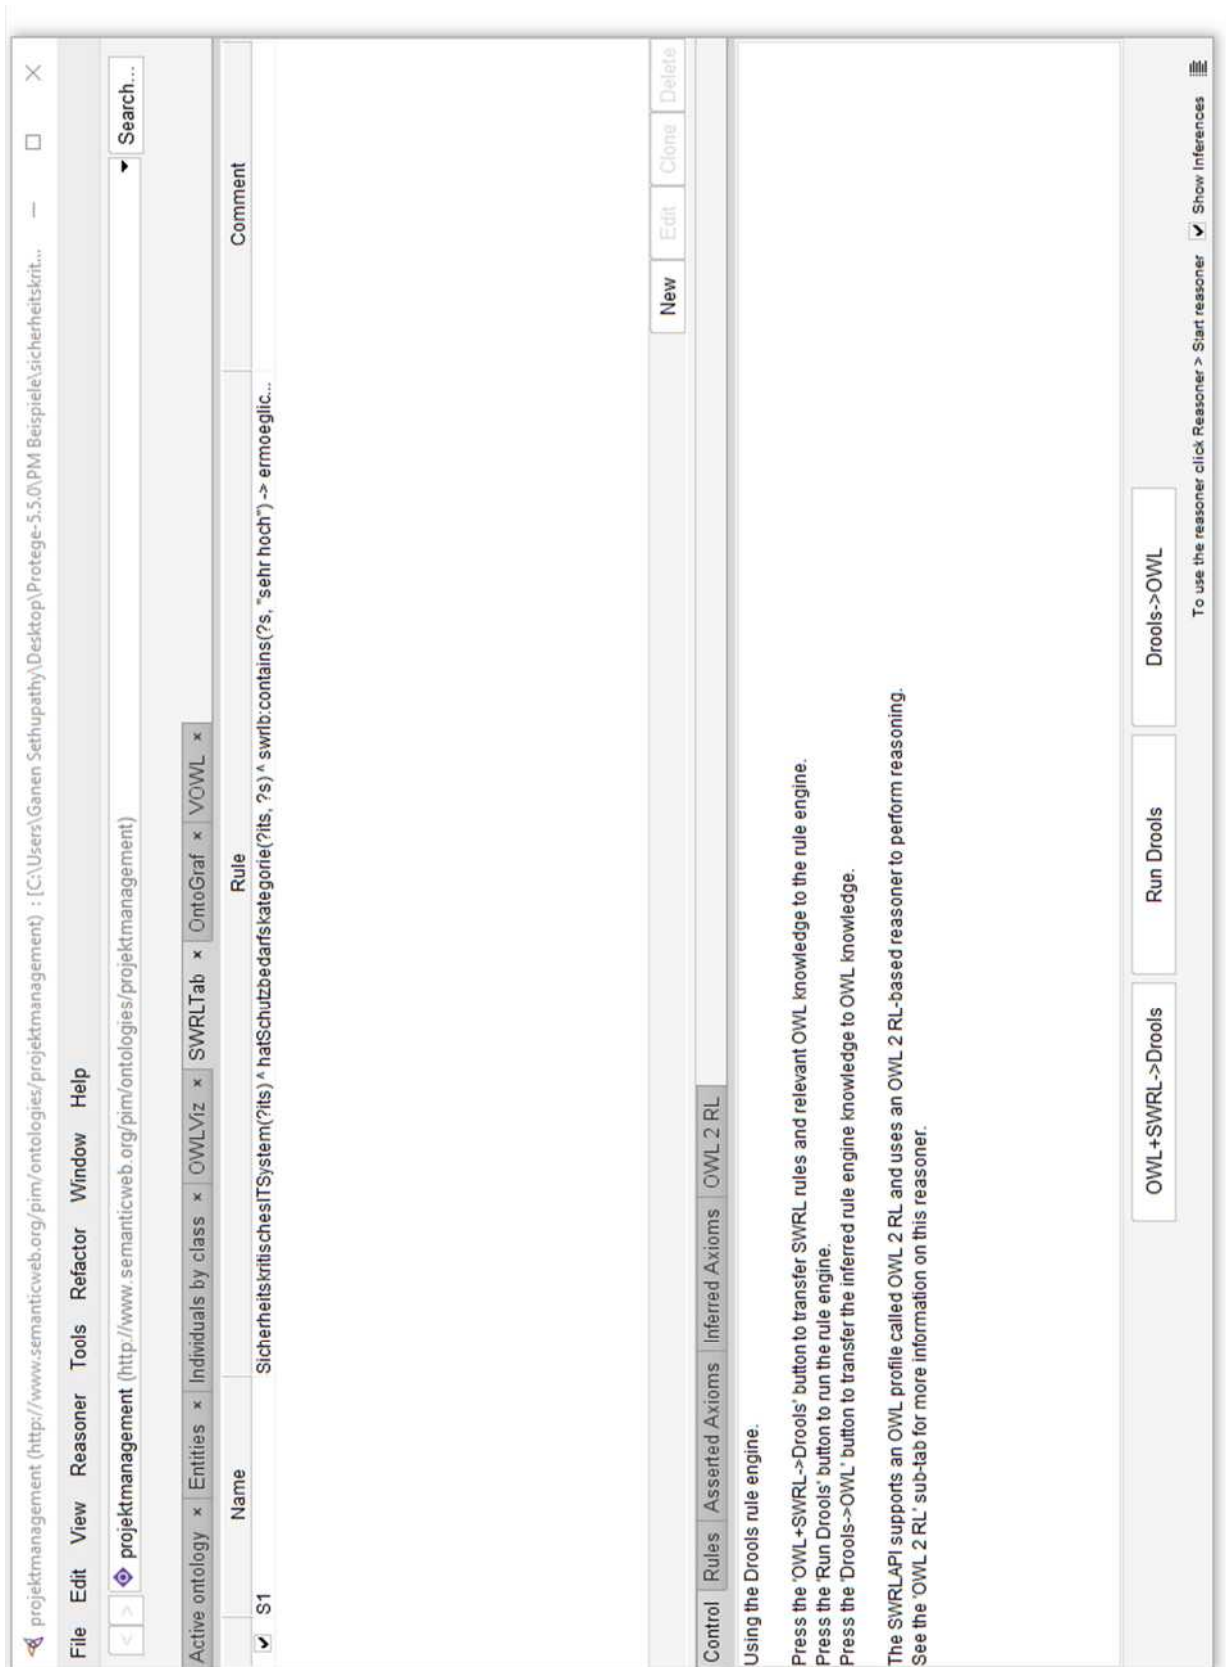 projektmanagement (http://www.semanticweb.org/pim/ontologies/projektmanagement) : [C:\Users\Ganen Sethupathy\Desktop\Protege-5.5.0\PM Beispiele\sicherheitskrit...
File Edit View Reasoner Tools Refactor Window Help
< > projektmanagement (http://www.semanticweb.org/pim/ontologies/projektmanagement) Search...
Active ontology × Entities × Individuals by class × OWLViz × SWRLTab × OntoGraf × VOWL ×
Name Rule Comment
S1 SicherheitskritischesITSystem(?its) ^ hatSchutzbedarfskategorie(?its, ?s) ^ swrlb:contains(?s, "sehr hoch") -> ermoeglic...
New Edit Clone Delete
Control Rules Asserted Axioms Inferred Axioms OWL 2 RL
Using the Drools rule engine.
Press the 'OWL+SWRL->Drools' button to transfer SWRL rules and relevant OWL knowledge to the rule engine.
Press the 'Run Drools' button to run the rule engine.
Press the 'Drools->OWL' button to transfer the inferred rule engine knowledge to OWL knowledge.
The SWRLAPI supports an OWL profile called OWL 2 RL and uses an OWL 2 RL-based reasoner to perform reasoning.
See the 'OWL 2 RL' sub-tab for more information on this reasoner.
OWL+SWRL->Drools Run Drools Drools->OWL
To use the reasoner click Reasoner > Start reasoner Show Inferences